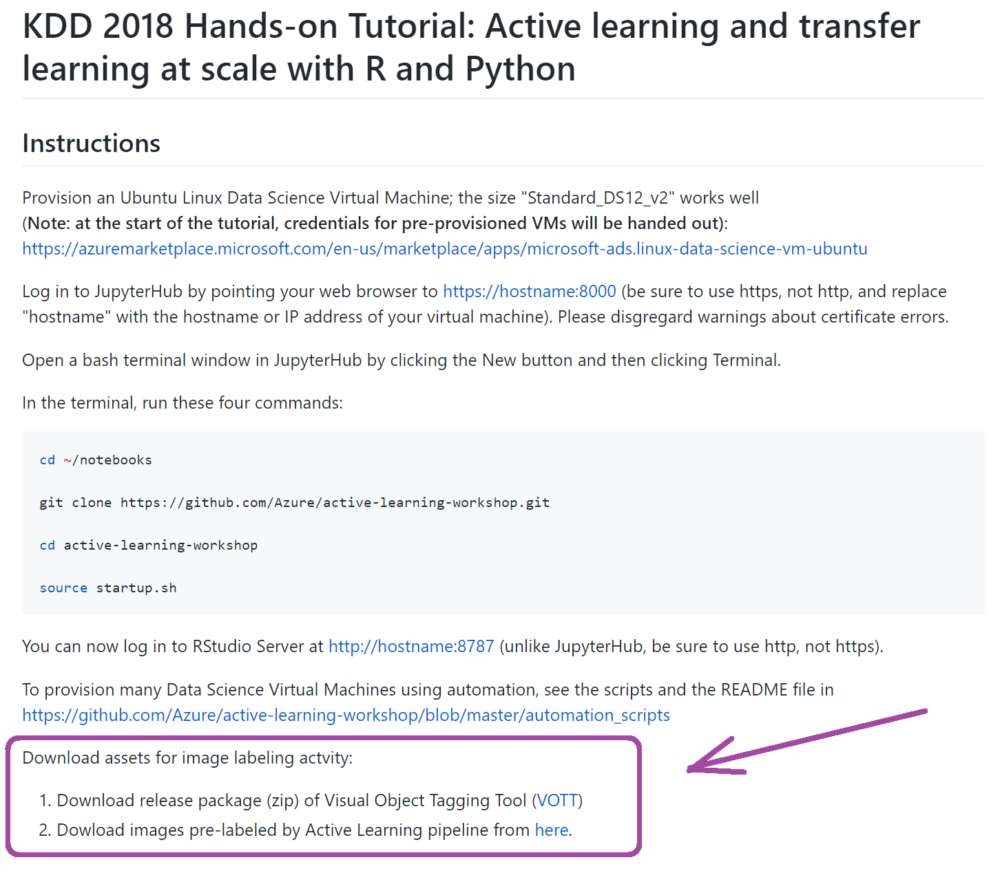 KDD 2018 Hands-on Tutorial: Active learning and transfer
learning at scale with R and Python
Instructions
Provision an Ubuntu Linux Data Science Virtual Machine; the size "Standard_DS12_v2" works well
(Note: at the start of the tutorial, credentials for pre-provisioned VMs will be handed out):
https://azuremarketplace.microsoft.com/en-us/marketplace/apps/microsoft-ads.linux-data-science-vm-ubuntu
Log in to JupyterHub by pointing your web browser to https://hostname:8000 (be sure to use https, not http, and replace
"hostname" with the hostname or IP address of your virtual machine). Please disgregard warnings about certificate errors.
Open a bash terminal window in JupyterHub by clicking the New button and then clicking Terminal.
In the terminal, run these four commands:
cd ~/notebooks
git clone https://github.com/Azure/active-learning-workshop.git
cd active-learning-workshop
source startup.sh
You can now log in to RStudio Server at http://hostname:8787 (unlike JupyterHub, be sure to use http, not https).
To provision many Data Science Virtual Machines using automation, see the scripts and the README file in
https://github.com/Azure/active-learning-workshop/blob/master/automation_scripts
Download assets for image labeling actvity:
1. Download release package (zip) of Visual Object Tagging Tool (VOTT)
2. Dowload images pre-labeled by Active Learning pipeline from here.